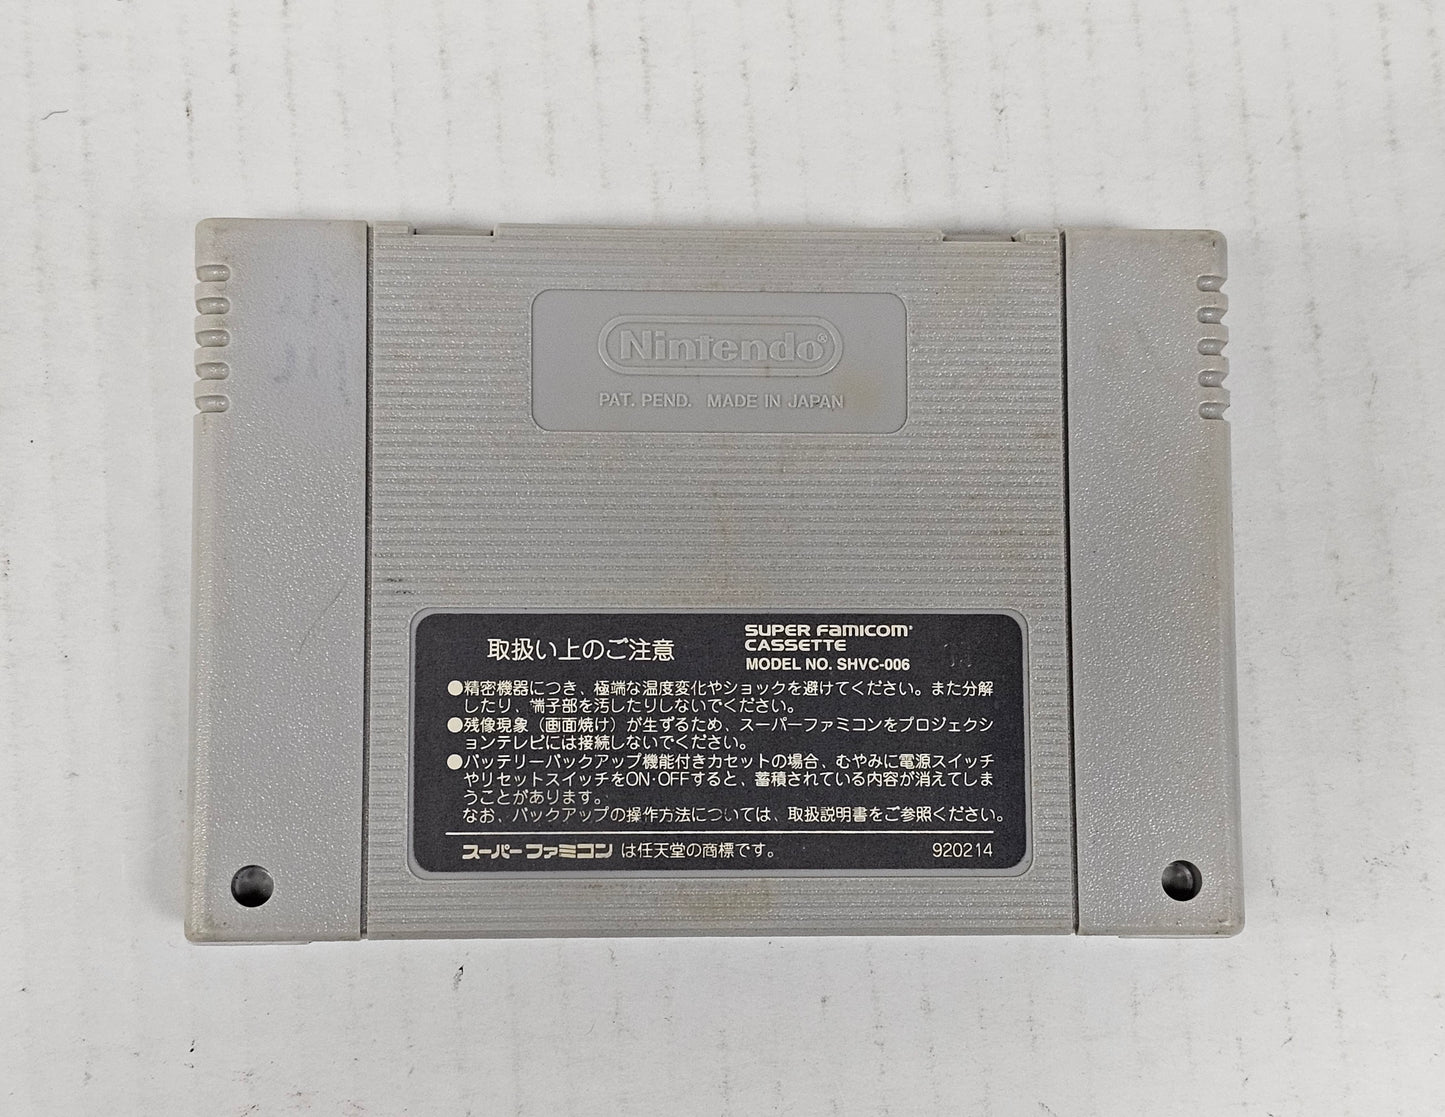 Nintendo®
PAT. PEND. MADE IN JAPAN
取扱い上のご注意
SUPER FAMICOM
CASSETTE
MODEL NO. SHVC-006
●精密機器につき、極端な温度変化やショックを避けてください。また分解
したり、端子部を汚したりしないでください。
●残像現象（画面焼け）が生ずるため、スーパーファミコンをプロジェクシ
ョンテレビには接続しないでください。
●バッテリーバックアップ機能付きカセットの場合、むやみに電源スイッチ
やリセットスイッチをON·OFFすると、蓄積されている内容が消えてしま
うことがあります。
なお、バックアップの操作方法については、取扱説明書をご参照ください。
スーパーファミコン は任天堂の商標です。 920214